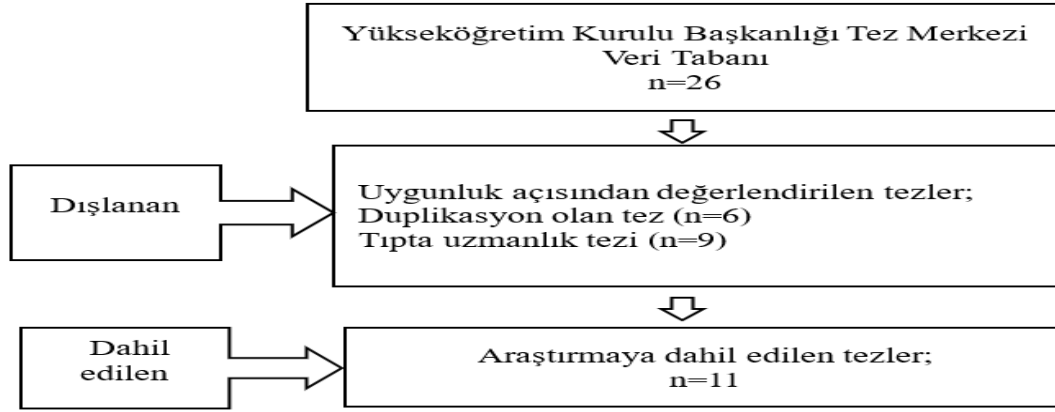 Yükseköğretim Kurulu Başkanlığı Tez Merkezi
Veri Tabanı
n=26
Dışlanan
Uygunluk açısından değerlendirilen tezler;
Duplikasyon olan tez (n=6)
Tıpta uzmanlık tezi (n=9)
Dahil
edilen
Araştırmaya dahil edilen tezler;
n=11